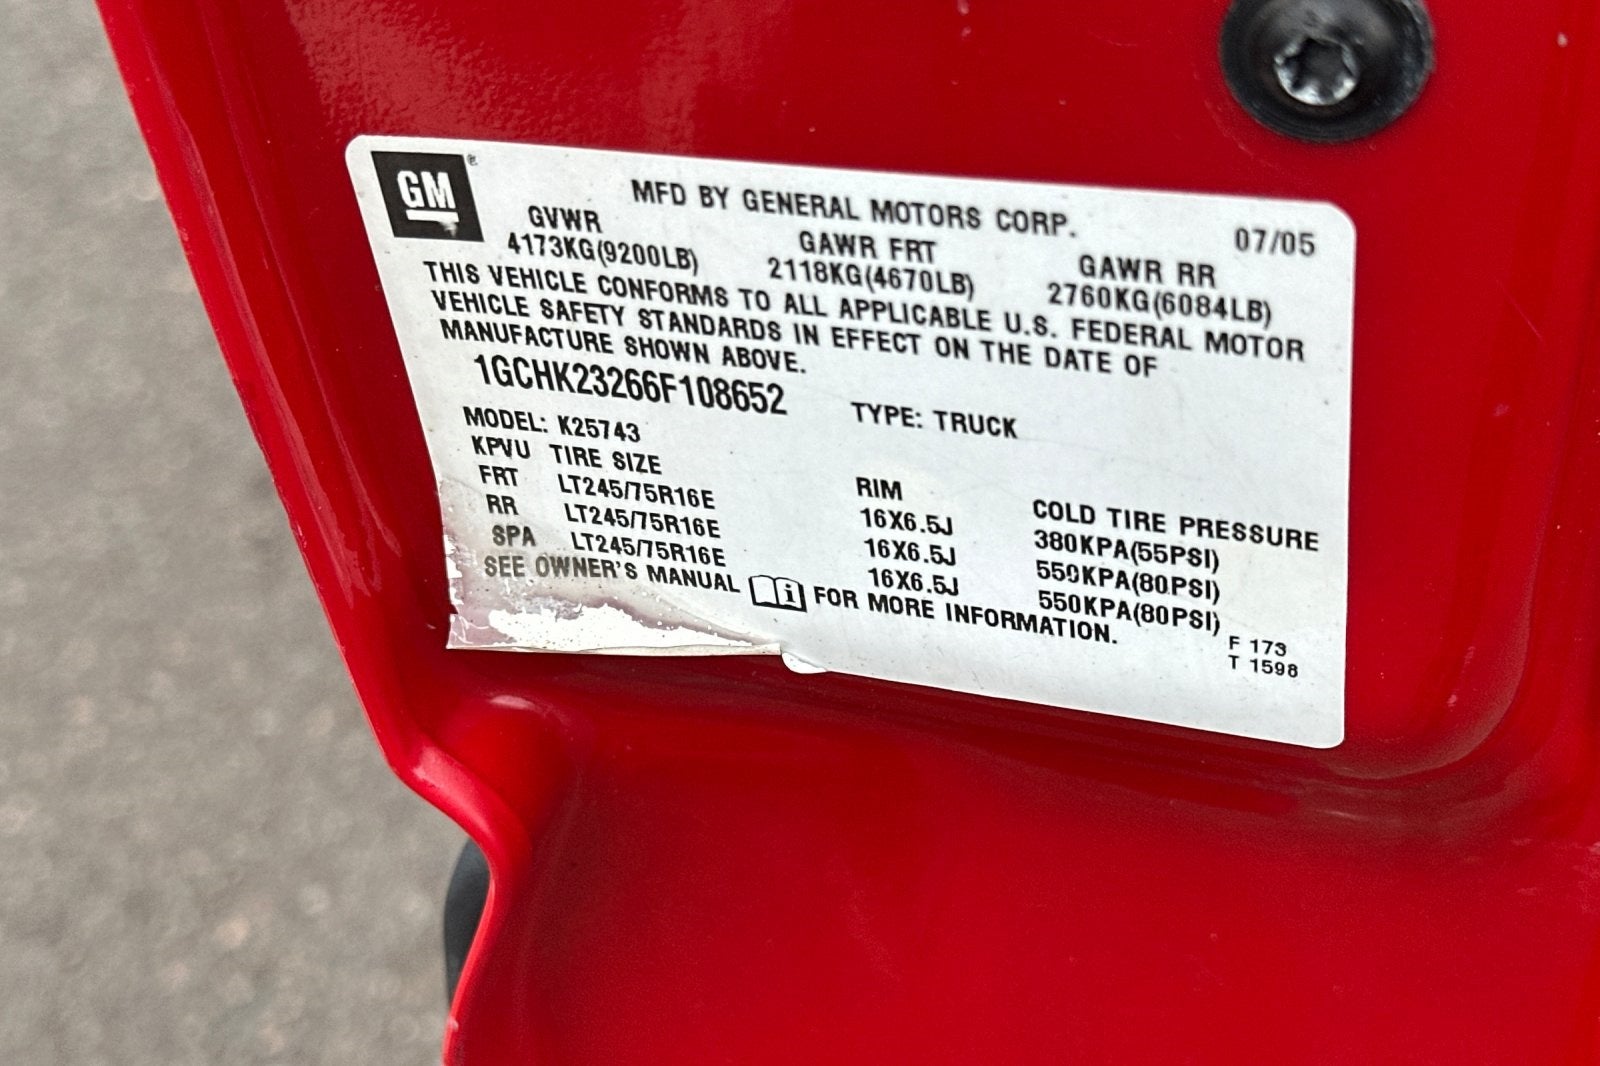 GM ®
MFD BY GENERAL MOTORS CORP. 07/05
GVWR GAWR FRT GAWR RR
4173KG(9200LB) 2118KG(4670LB) 2760KG(6084LB)
THIS VEHICLE CONFORMS TO ALL APPLICABLE U.S. FEDERAL MOTOR
VEHICLE SAFETY STANDARDS IN EFFECT ON THE DATE OF
MANUFACTURE SHOWN ABOVE.
1GCHK23266F108652 TYPE: TRUCK
MODEL: K25743
KPVU TIRE SIZE RIM COLD TIRE PRESSURE
FRT LT245/75R16E 16X6.5J 380KPA(55PSI)
RR LT245/75R16E 16X6.5J 550KPA(80PSI)
SPA LT245/75R16E 16X6.5J 550KPA(80PSI)
SEE OWNER'S MANUAL i FOR MORE INFORMATION.
F 173
T 1598